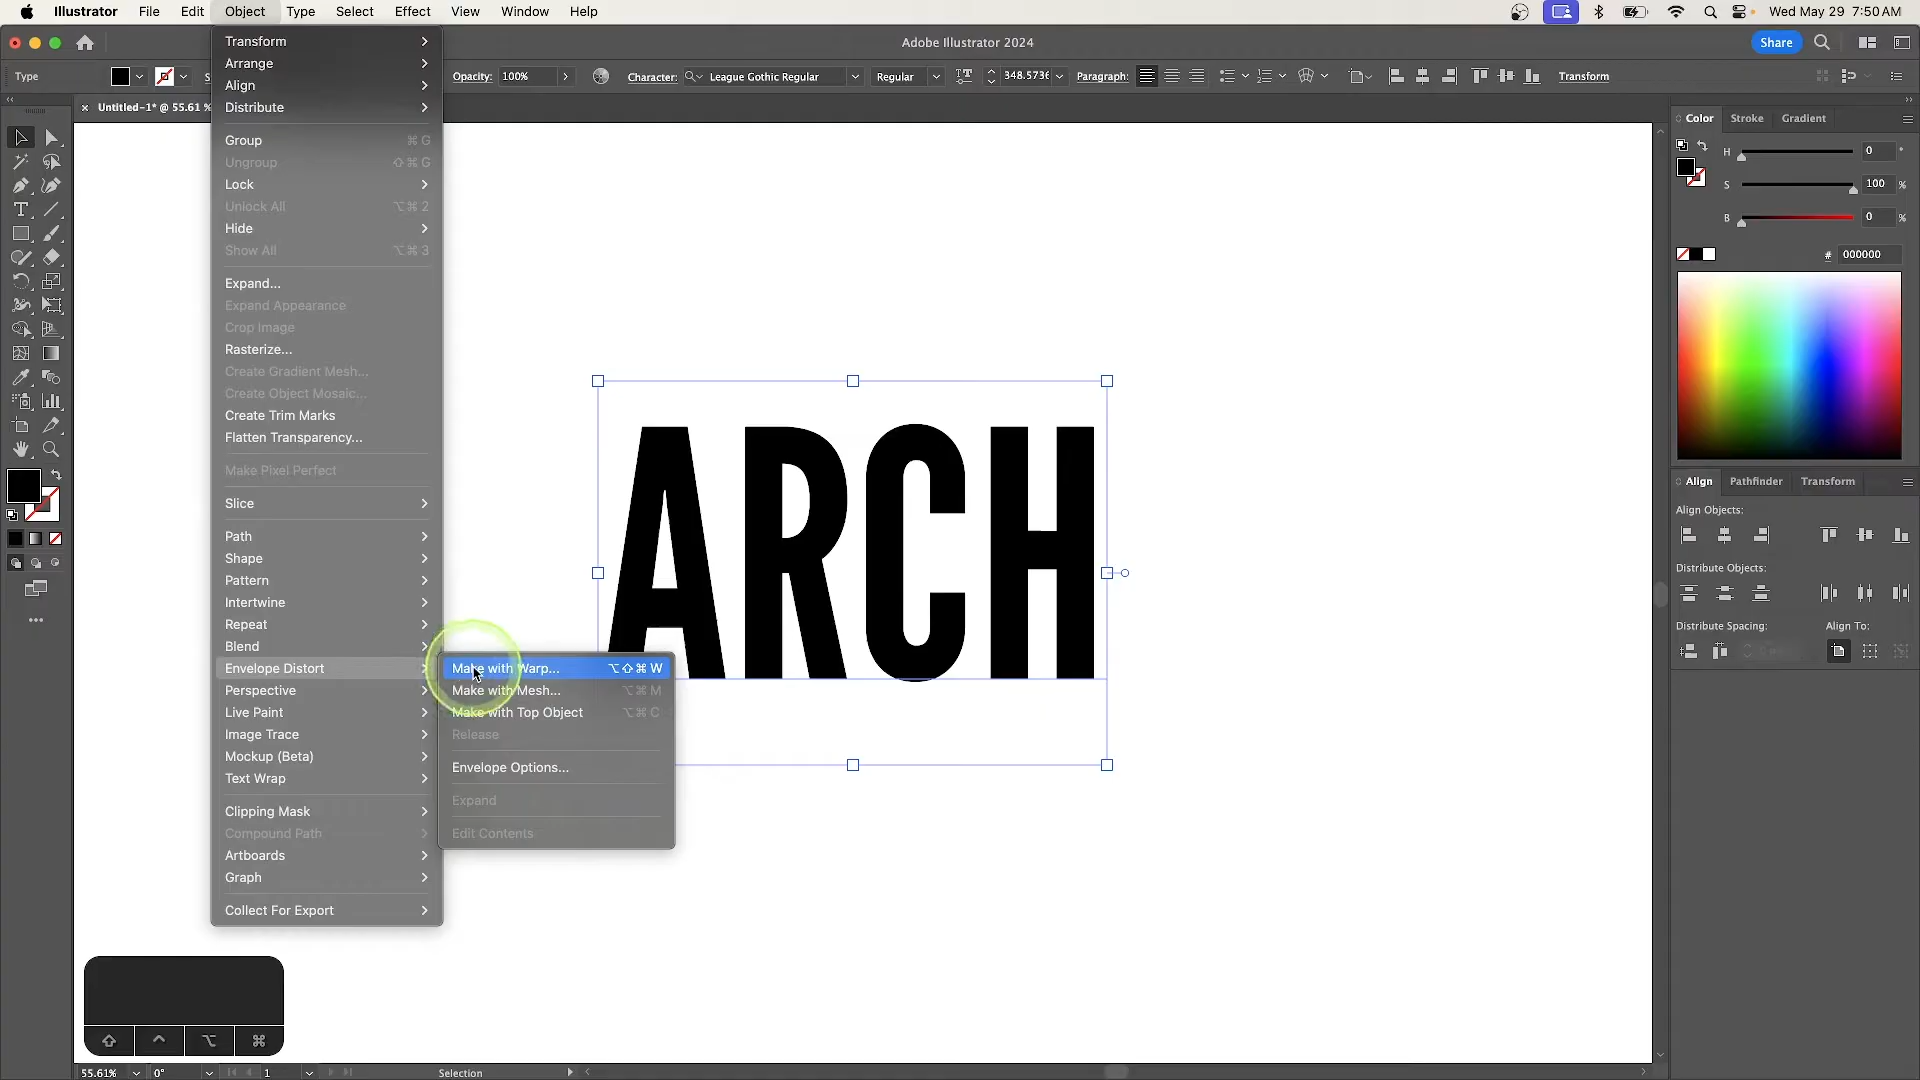 Illustrator File Edit Object Type Select Effect View Window Help Wed May 29 7:50 AM
Adobe Illustrator 2024 Share
Type Opacity: 100% Character: League Gothic Regular Regular Paragraph: Transform
Untitled-1* @ 55.61 %
Transform
Arrange
Align
Distribute
Group ⌘ G
Ungroup ⇧ ⌘ G
Lock
Unlock All ⌥ ⌘ 2
Hide
Show All ⌥ ⌘ 3
Expand...
Expand Appearance
Crop Image
Rasterize...
Create Gradient Mesh...
Create Object Mosaic...
Create Trim Marks
Flatten Transparency...
Make Pixel Perfect
Slice
Path
Shape
Pattern
Intertwine
Repeat
Blend
Envelope Distort
Perspective
Live Paint
Image Trace
Mockup (Beta)
Text Wrap
Clipping Mask
Compound Path
Artboards
Graph
Collect For Export
Make with Warp... ⌥ ⇧ ⌘ W
Make with Mesh... ⌥ ⌘ M
Make with Top Object ⌥ ⌘ C
Release
Envelope Options...
Expand
Edit Contents
ARCH
Color Stroke Gradient
H 0 °
S 100 %
B 0 %
# 000000
Align Pathfinder Transform
Align Objects:
Distribute Objects:
Distribute Spacing: Align To:
⇧ ^ ⌥ ⌘
55.61% 0° 1 Selection